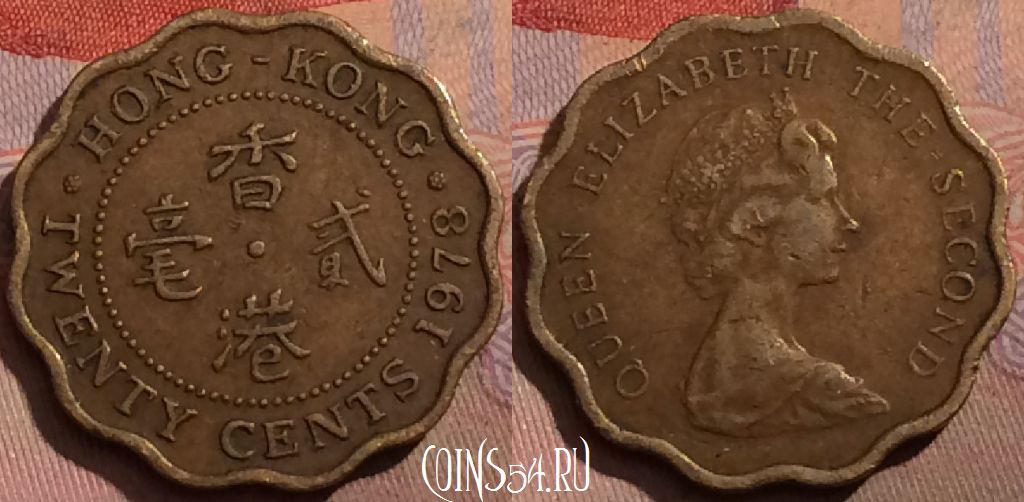 HONG - KONG
香港
貳毫
TWENTY CENTS 1978
QUEEN ELIZABETH THE SECOND
COINS54.RU